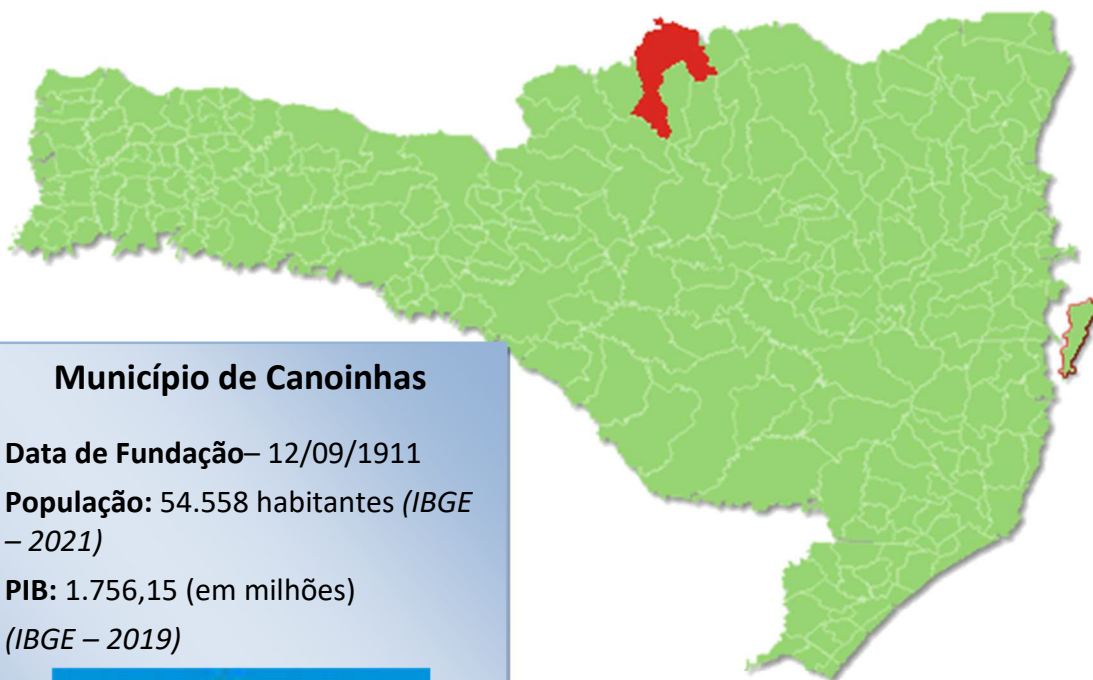 Município de Canoinhas
Data de Fundação– 12/09/1911
População: 54.558 habitantes (IBGE
– 2021)
PIB: 1.756,15 (em milhões)
(IBGE – 2019)